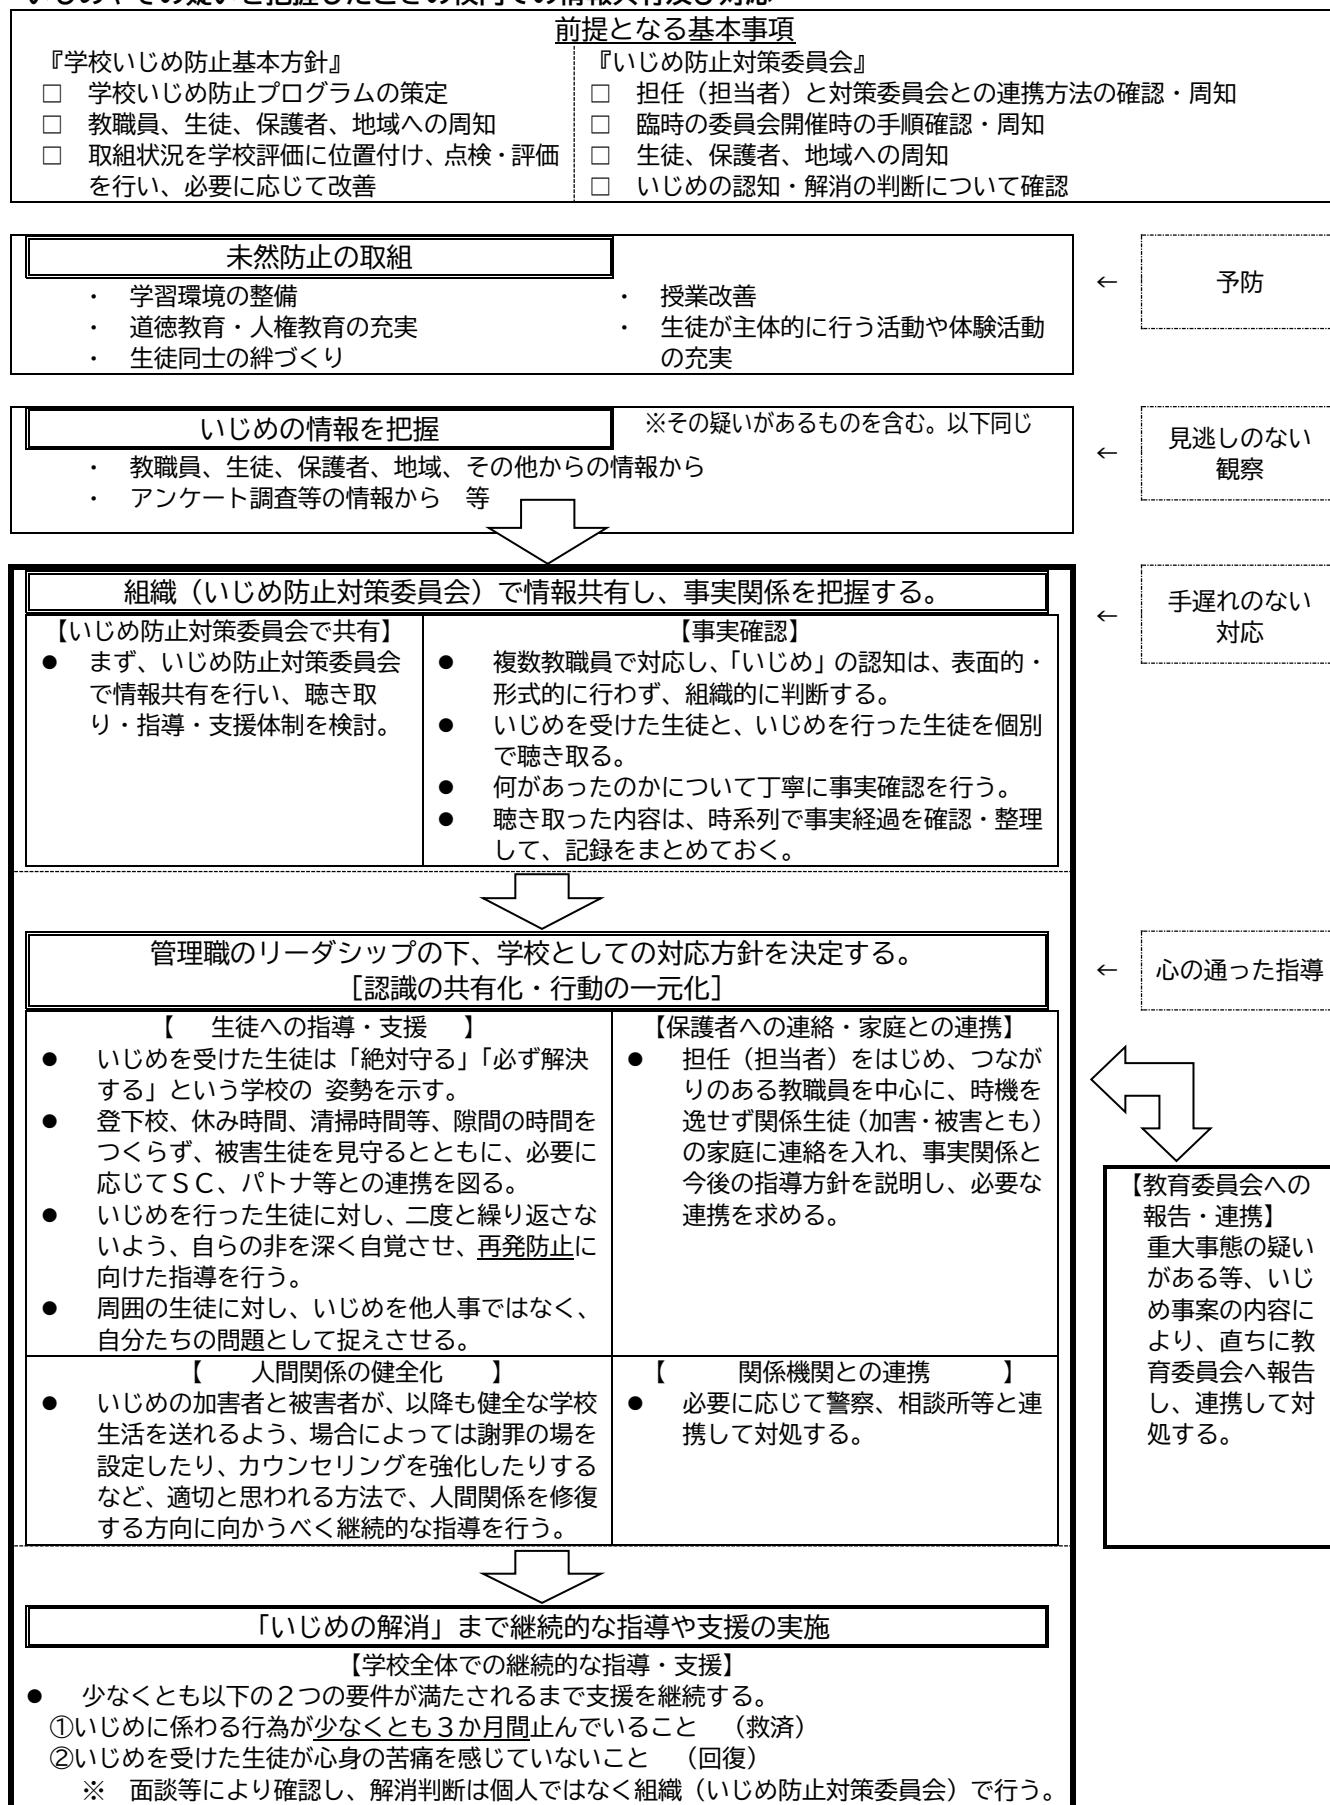 いじめやその疑いを把握したときの校内での情報共有及び対応
前提となる基本事項
『学校いじめ防止基本方針』
□ 学校いじめ防止プログラムの策定
□ 教職員、生徒、保護者、地域への周知
□ 取組状況を学校評価に位置付け、点検・評価
を行い、必要に応じて改善
『いじめ防止対策委員会』
□ 担任（担当者）と対策委員会との連携方法の確認・周知
□ 臨時の委員会開催時の手順確認・周知
□ 生徒、保護者、地域への周知
□ いじめの認知・解消の判断について確認
未然防止の取組
・ 学習環境の整備
・ 道徳教育・人権教育の充実
・ 生徒同士の絆づくり
・ 授業改善
・ 生徒が主体的に行う活動や体験活動
の充実
← 予防
いじめの情報を把握
※その疑いがあるものを含む。以下同じ
・ 教職員、生徒、保護者、地域、その他からの情報から
・ アンケート調査等の情報から　等
← 見逃しのない
観察
組織（いじめ防止対策委員会）で情報共有し、事実関係を把握する。
← 手遅れのない
対応
【いじめ防止対策委員会で共有】
● まず、いじめ防止対策委員会
で情報共有を行い、聴き取
り・指導・支援体制を検討。
【事実確認】
● 複数教職員で対応し、「いじめ」の認知は、表面的・
形式的に行わず、組織的に判断する。
● いじめを受けた生徒と、いじめを行った生徒を個別
で聴き取る。
● 何があったのかについて丁寧に事実確認を行う。
● 聴き取った内容は、時系列で事実経過を確認・整理
して、記録をまとめておく。
管理職のリーダシップの下、学校としての対応方針を決定する。
［認識の共有化・行動の一元化］
← 心の通った指導
【　生徒への指導・支援　】
● いじめを受けた生徒は「絶対守る」「必ず解決
する」という学校の 姿勢を示す。
● 登下校、休み時間、清掃時間等、隙間の時間を
つくらず、被害生徒を見守るとともに、必要に
応じてＳＣ、パトナ等との連携を図る。
● いじめを行った生徒に対し、二度と繰り返さな
いよう、自らの非を深く自覚させ、再発防止に
向けた指導を行う。
● 周囲の生徒に対し、いじめを他人事ではなく、
自分たちの問題として捉えさせる。
【保護者への連絡・家庭との連携】
● 担任（担当者）をはじめ、つなが
りのある教職員を中心に、時機を
逸せず関係生徒（加害・被害とも）
の家庭に連絡を入れ、事実関係と
今後の指導方針を説明し、必要な
連携を求める。
【教育委員会への
報告・連携】
重大事態の疑い
がある等、いじ
め事案の内容に
より、直ちに教
育委員会へ報告
し、連携して対
処する。
【　人間関係の健全化　】
● いじめの加害者と被害者が、以降も健全な学校
生活を送れるよう、場合によっては謝罪の場を
設定したり、カウンセリングを強化したりする
など、適切と思われる方法で、人間関係を修復
する方向に向かうべく継続的な指導を行う。
【　関係機関との連携　】
● 必要に応じて警察、相談所等と連
携して対処する。
「いじめの解消」まで継続的な指導や支援の実施
【学校全体での継続的な指導・支援】
● 少なくとも以下の２つの要件が満たされるまで支援を継続する。
①いじめに係わる行為が少なくとも３か月間止んでいること　（救済）
②いじめを受けた生徒が心身の苦痛を感じていないこと　（回復）
※　面談等により確認し、解消判断は個人ではなく組織（いじめ防止対策委員会）で行う。